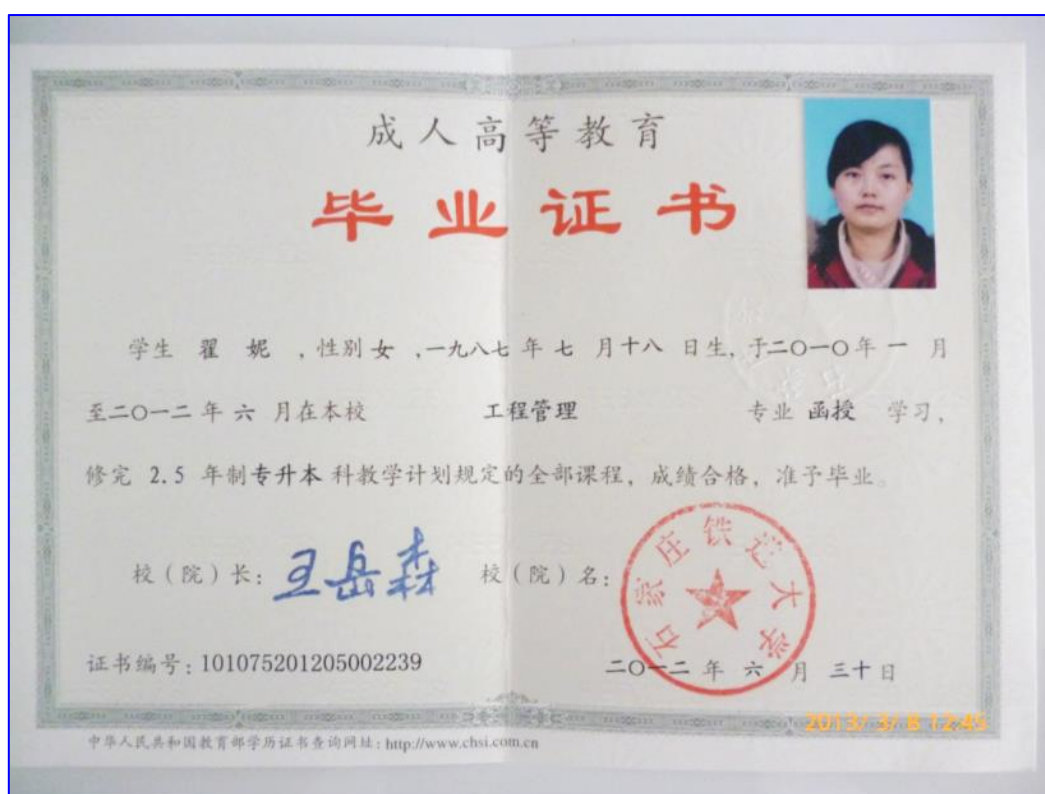 成人高等教育
毕业证书
学生 翟 妮 ，性别 女 ，一九八七 年 七 月 十八 日生，于二〇一〇 年 一 月
至二〇一二 年 六 月在本校 工程管理 专业 函授 学习，
修完 2.5 年制 专升本 科教学计划规定的全部课程，成绩合格，准予毕业。
校（院）长： 王岳森 校（院）名：
石家庄铁道大学
证书编号：101075201205002239
二〇一二 年 六 月 三十 日
中华人民共和国教育部学历证书查询网址：http://www.chsi.com.cn
2013/ 3/ 8 12:45